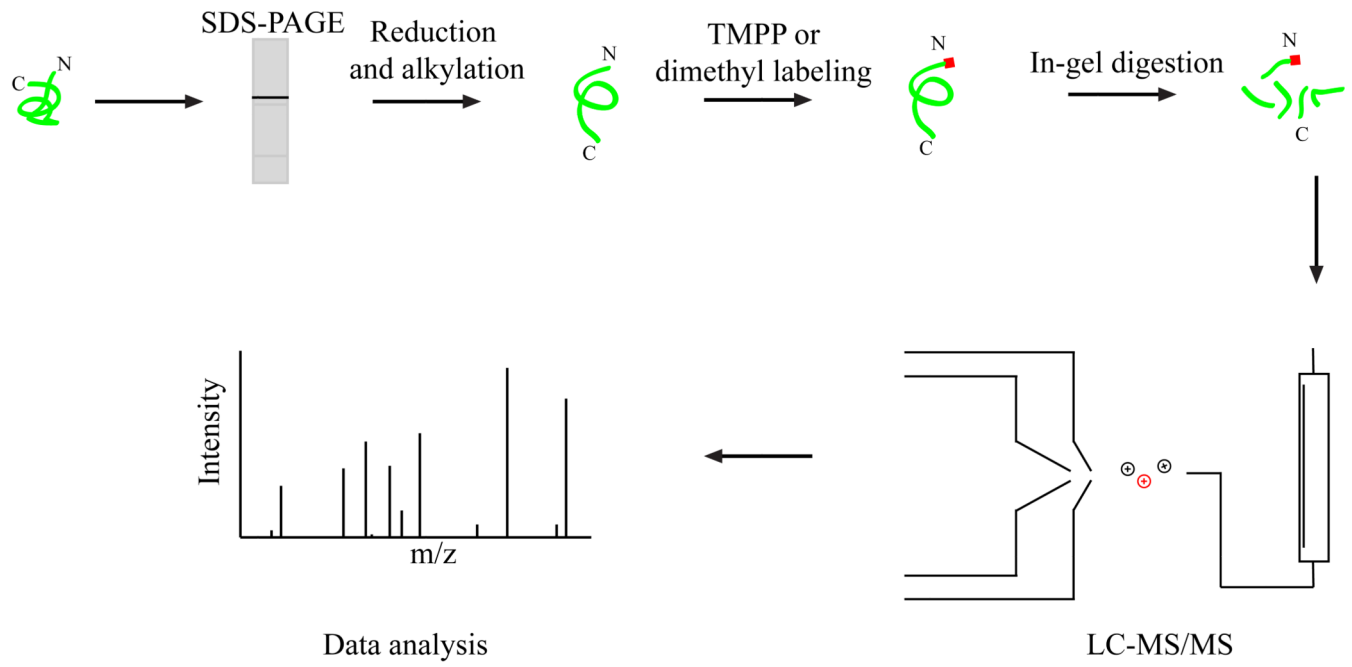 SDS-PAGE
Reduction
and alkylation
TMPP or
dimethyl labeling
In-gel digestion
N
C
N
C
N
C
N
C
Intensity
m/z
Data analysis
LC-MS/MS